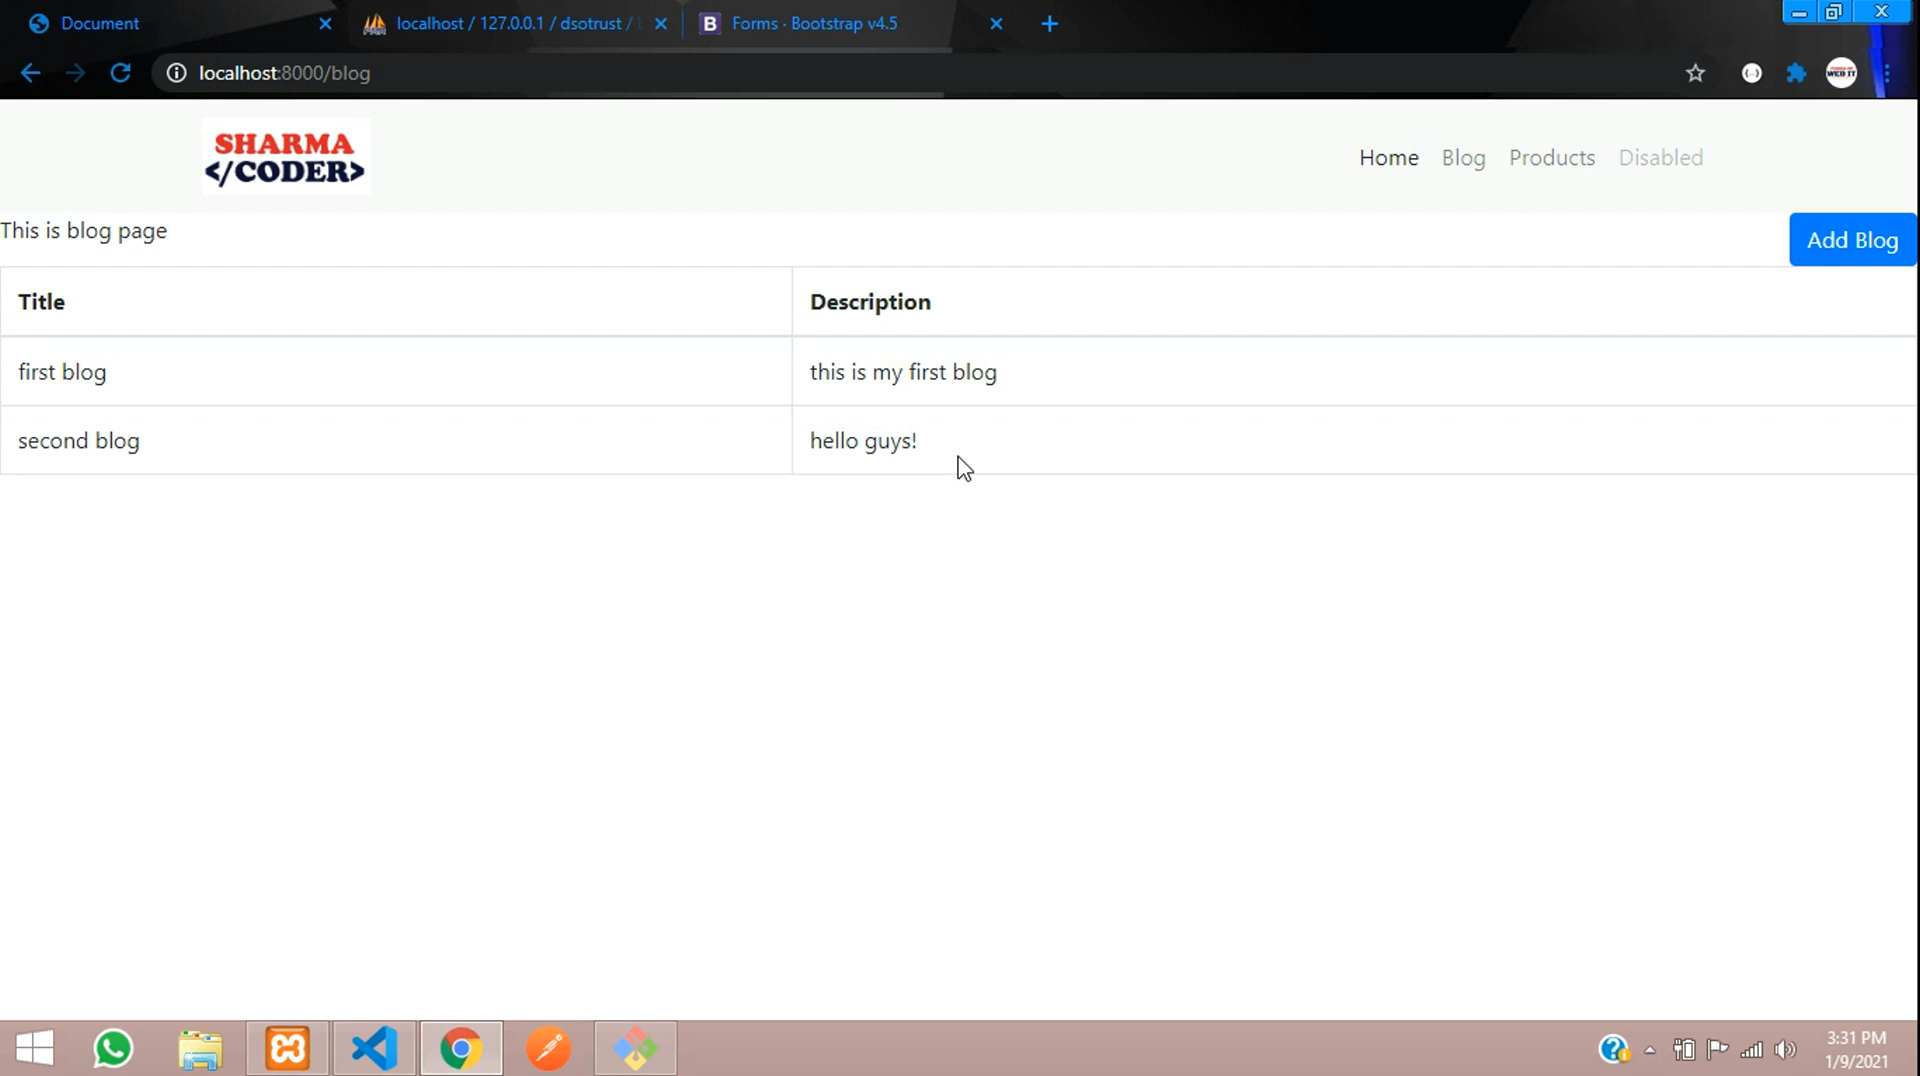 Document
localhost / 127.0.0.1 / dsotrust /
B Forms · Bootstrap v4.5
localhost:8000/blog
WEB IT
SHARMA
</CODER>
Home Blog Products Disabled
This is blog page
Add Blog
Title Description
first blog this is my first blog
second blog hello guys!
3:31 PM
1/9/2021